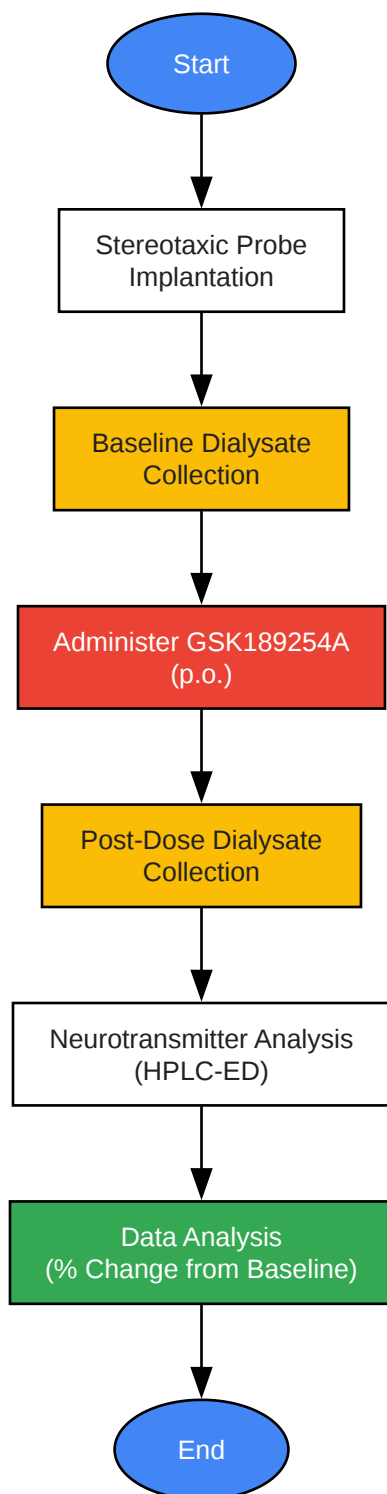 Start
Stereotaxic Probe
Implantation
Baseline Dialysate
Collection
Administer GSK189254A
(p.o.)
Post-Dose Dialysate
Collection
Neurotransmitter Analysis
(HPLC-ED)
Data Analysis
(% Change from Baseline)
End